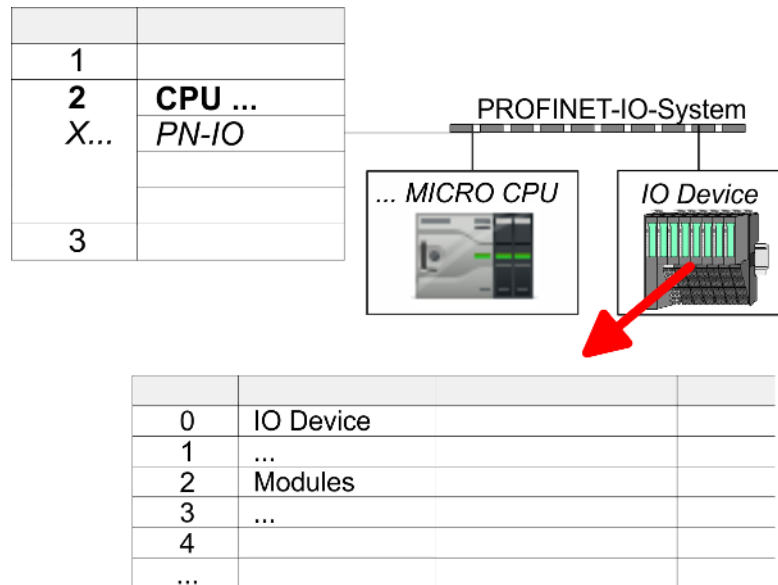 1
2 CPU ...
X... PN-IO
3
PROFINET-IO-System
... MICRO CPU
IO Device
0 IO Device
1 ...
2 Modules
3 ...
4
...